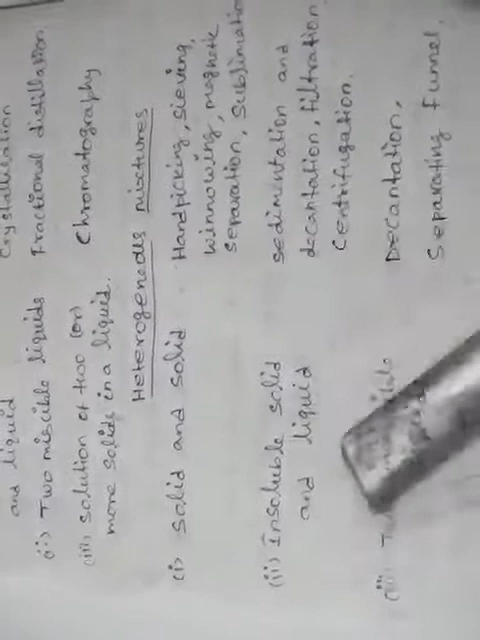 and liquid Crystallisation
(ii) Two miscible liquids Fractional distillation
(iii) solution of two (or) Chromatography
more solids in a liquid.
Heterogeneous mixtures
(i) solid and solid Handpicking, sieving,
winnowing, magnetic
separation, sublimation
(ii) Insoluble solid sedimentation and
and liquid decantation, filtration,
Centrifugation.
(iii) Decantation,
Separating funnel,